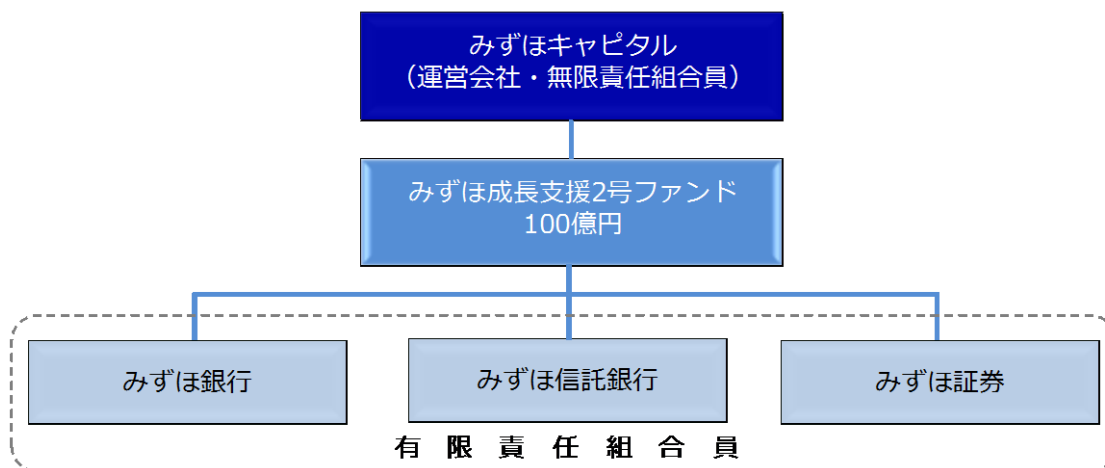 みずほキャピタル
（運営会社・無限責任組合員）
みずほ成長支援2号ファンド
100億円
みずほ銀行
みずほ信託銀行
みずほ証券
有限責任組合員